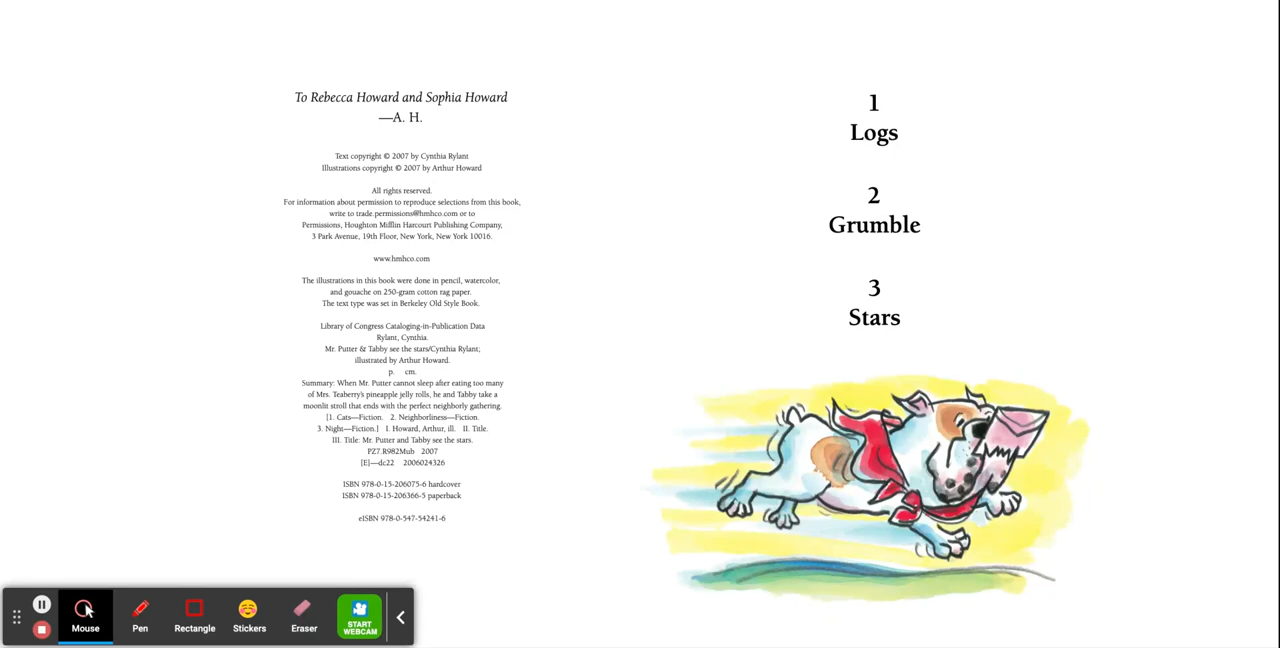 To Rebecca Howard and Sophia Howard
—A. H.
Text copyright © 2007 by Cynthia Rylant
Illustrations copyright © 2007 by Arthur Howard
All rights reserved.
For information about permission to reproduce selections from this book,
write to trade.permissions@hmhco.com or to
Permissions, Houghton Mifflin Harcourt Publishing Company,
3 Park Avenue, 19th Floor, New York, New York 10016.
www.hmhco.com
The illustrations in this book were done in pencil, watercolor,
and gouache on 250-gram cotton rag paper.
The text type was set in Berkeley Old Style Book.
Library of Congress Cataloging-in-Publication Data
Rylant, Cynthia.
Mr. Putter & Tabby see the stars/Cynthia Rylant;
illustrated by Arthur Howard.
p. cm.
Summary: When Mr. Putter cannot sleep after eating too many
of Mrs. Teaberry's pineapple jelly rolls, he and Tabby take a
moonlit stroll that ends with the perfect neighborly gathering.
[1. Cats—Fiction. 2. Neighborliness—Fiction.
3. Night—Fiction.] I. Howard, Arthur, ill. II. Title.
III. Title: Mr. Putter and Tabby see the stars.
PZ7.R982Mub 2007
[E]—dc22 2006024326
ISBN 978-0-15-206075-6 hardcover
ISBN 978-0-15-206366-5 paperback
eISBN 978-0-547-54241-6
1
Logs
2
Grumble
3
Stars
Mouse
Pen
Rectangle
Stickers
Eraser
START
WEBCAM